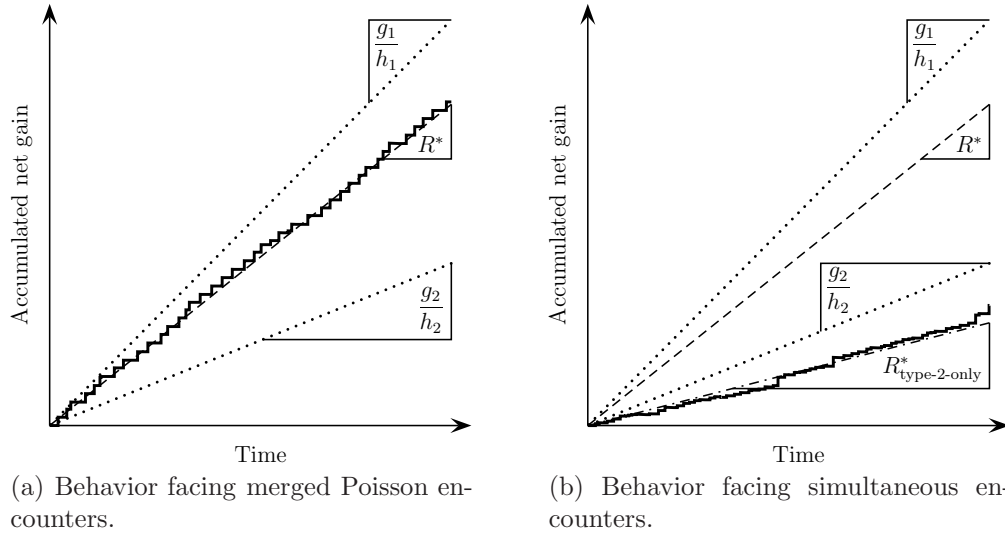 Accumulated net gain
g1
h1
R*
g2
h2
Time
(a) Behavior facing merged Poisson en-
counters.
Accumulated net gain
g1
h1
R*
g2
h2
R*type-2-only
Time
(b) Behavior facing simultaneous en-
counters.